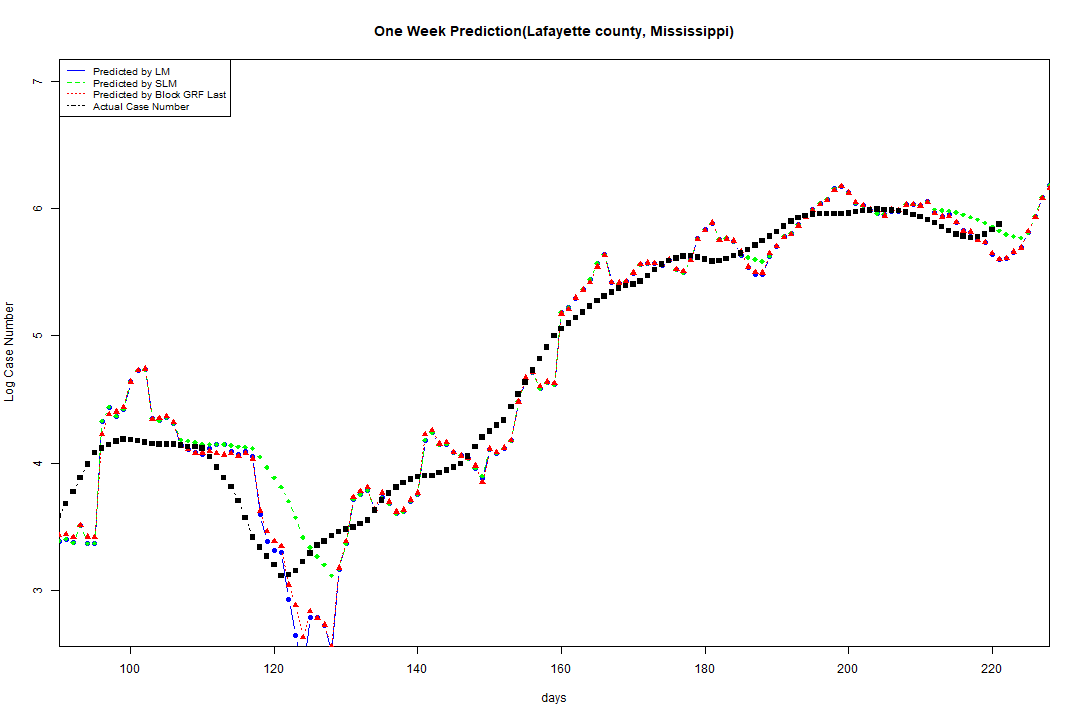 One Week Prediction(Lafayette county, Mississippi)
Predicted by LM
Predicted by SLM
Predicted by Block GRF Last
Actual Case Number
7
6
5
4
3
Log Case Number
100 120 140 160 180 200 220
days